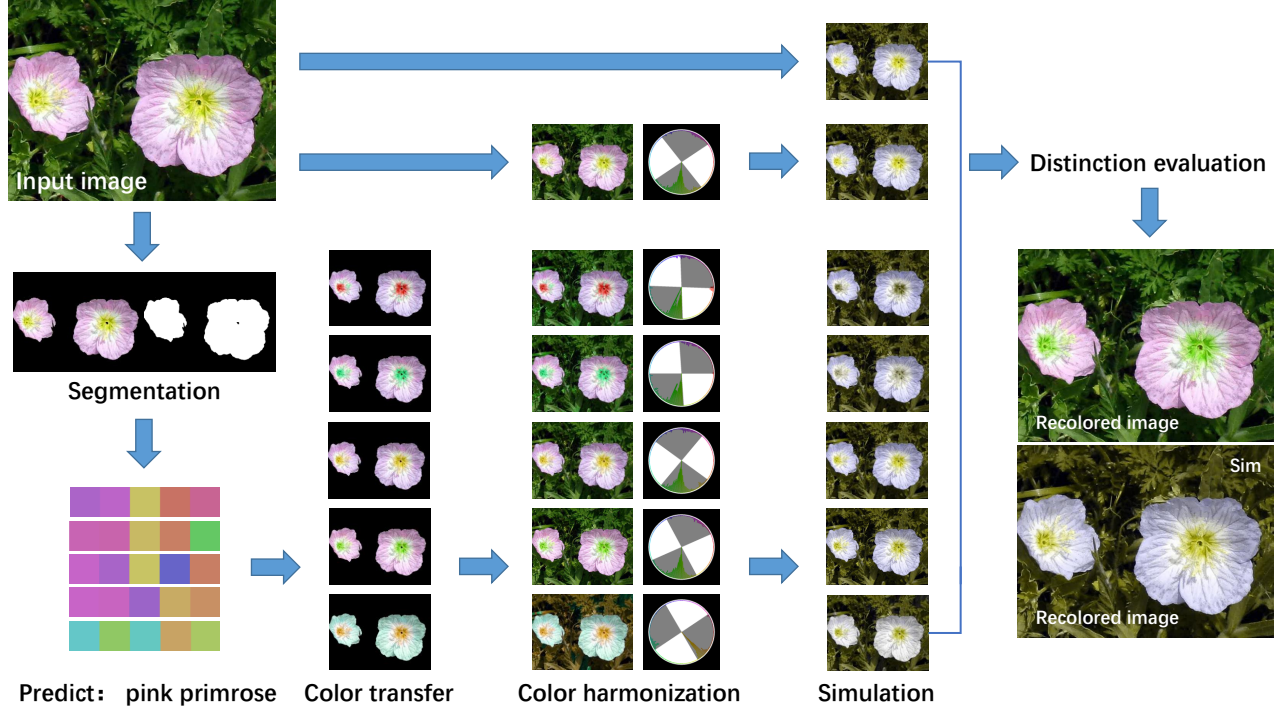 Input image
Distinction evaluation
Segmentation
Recolored image
Sim
Recolored image
Predict： pink primrose
Color transfer
Color harmonization
Simulation